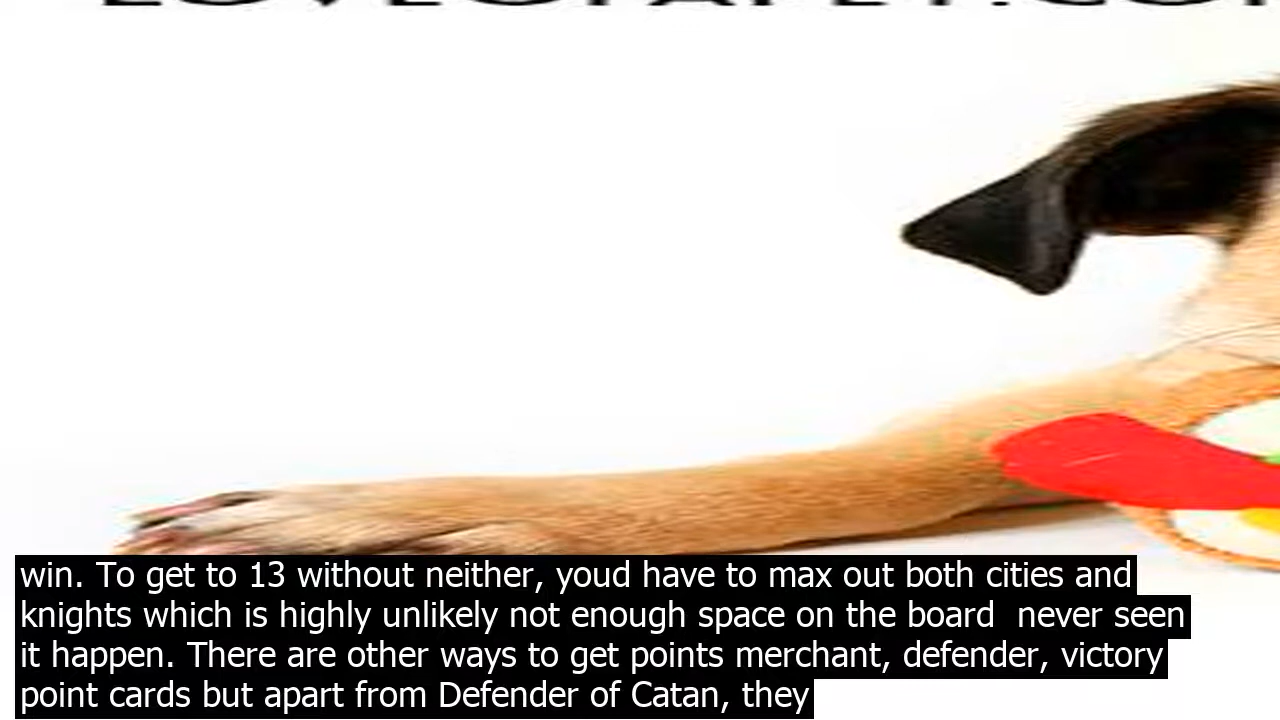 win. To get to 13 without neither, youd have to max out both cities and
knights which is highly unlikely not enough space on the board  never seen
it happen. There are other ways to get points merchant, defender, victory
point cards but apart from Defender of Catan, they